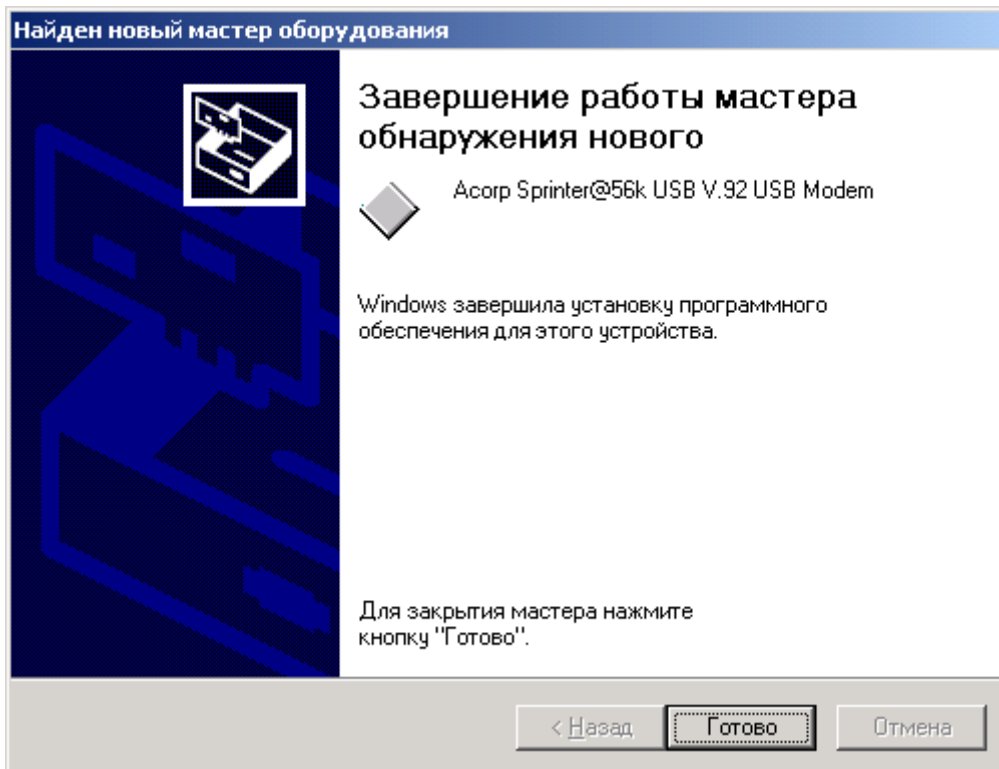 Найден новый мастер оборудования
Завершение работы мастера
обнаружения нового
Acorp Sprinter@56k USB V.92 USB Modem
Windows завершила установку программного
обеспечения для этого устройства.
Для закрытия мастера нажмите
кнопку "Готово".
< Назад
Готово
Отмена